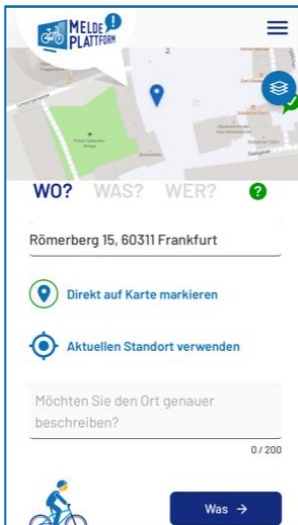 MELDE
PLATTFORM
WO? WAS? WER? ?
Römerberg 15, 60311 Frankfurt
Direkt auf Karte markieren
Aktuellen Standort verwenden
Möchten Sie den Ort genauer
beschreiben?
0 / 200
Was →